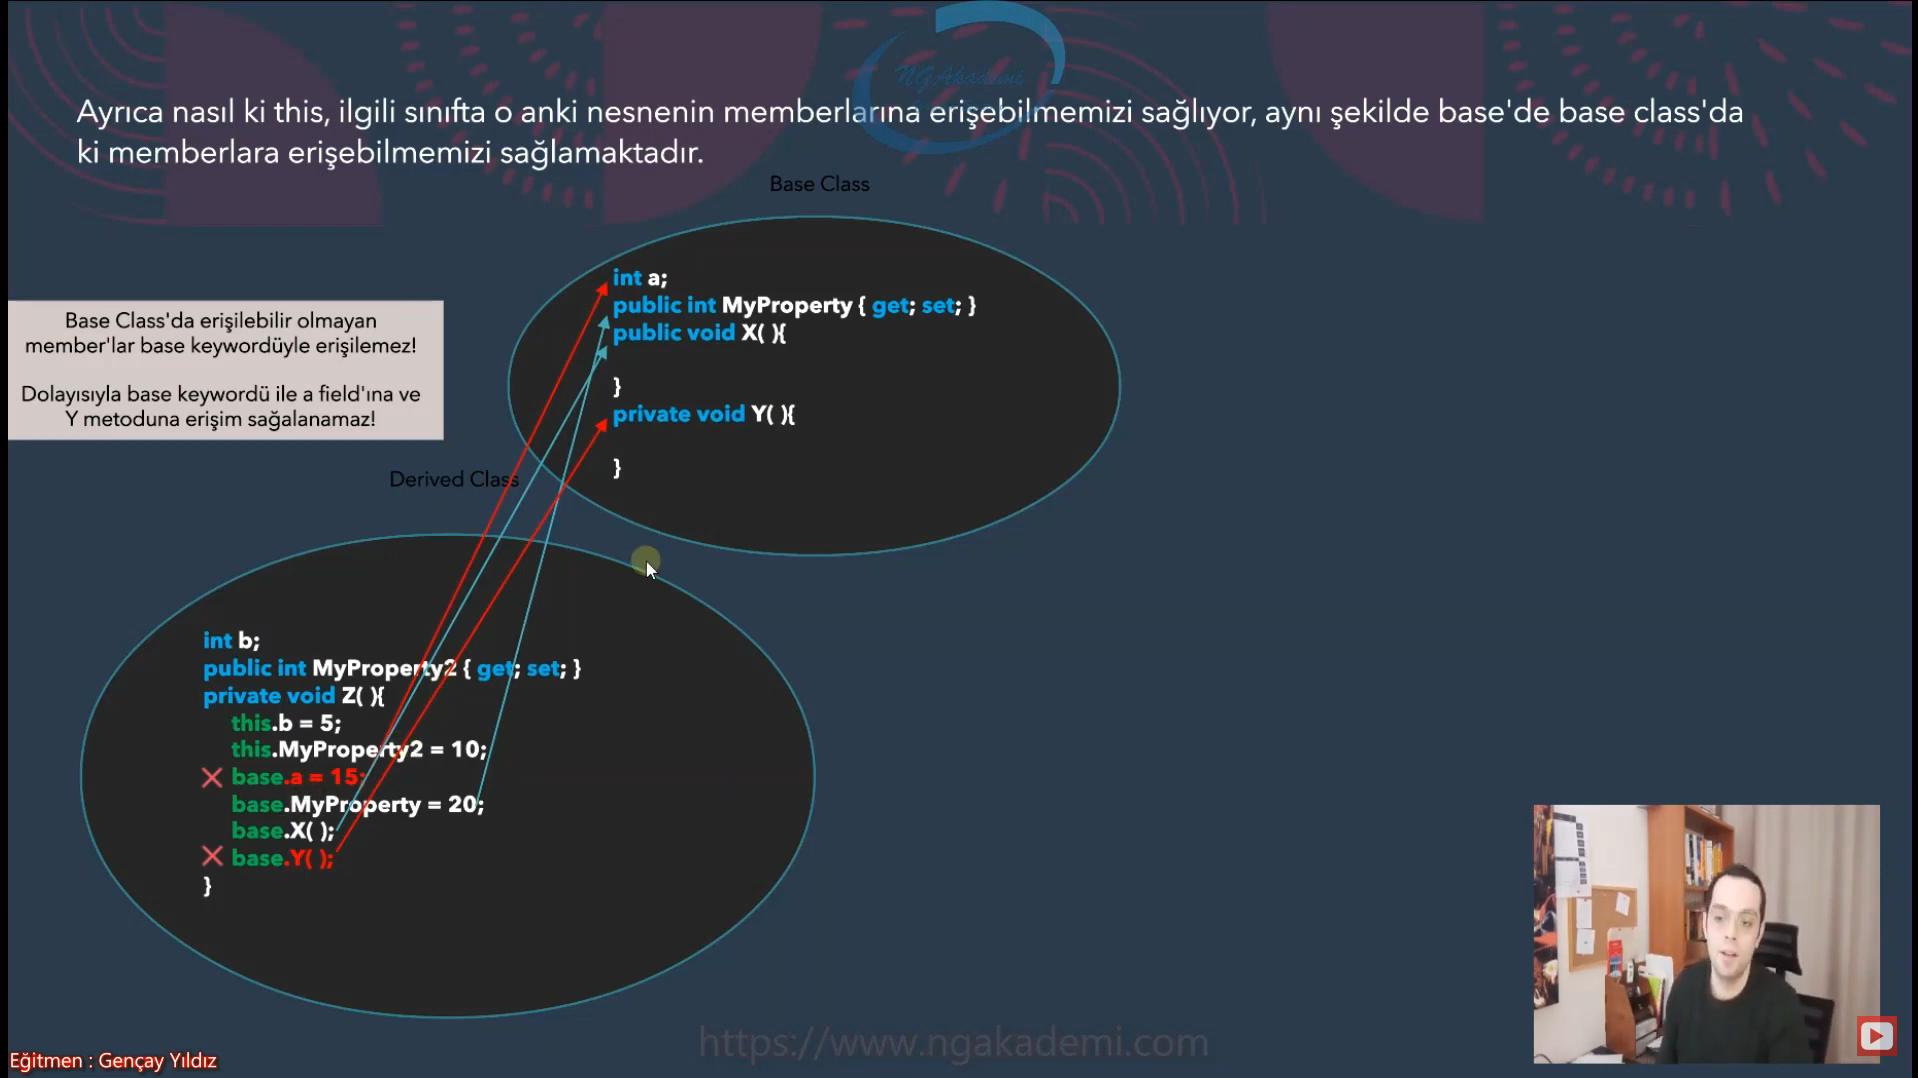 NGAkademi
Ayrıca nasıl ki this, ilgili sınıfta o anki nesnenin memberlarına erişebilmemizi sağlıyor, aynı şekilde base'de base class'da
ki memberlara erişebilmemizi sağlamaktadır.
Base Class
int a;
public int MyProperty { get; set; }
public void X( ){
}
private void Y( ){
}
Base Class'da erişilebilir olmayan
member'lar base keywordüyle erişilemez!
Dolayısıyla base keywordü ile a field'ına ve
Y metoduna erişim sağalanamaz!
Derived Class
int b;
public int MyProperty2 { get; set; }
private void Z( ){
this.b = 5;
this.MyProperty2 = 10;
base.a = 15;
base.MyProperty = 20;
base.X( );
base.Y( );
}
https://www.ngakademi.com
Eğitmen : Gençay Yıldız